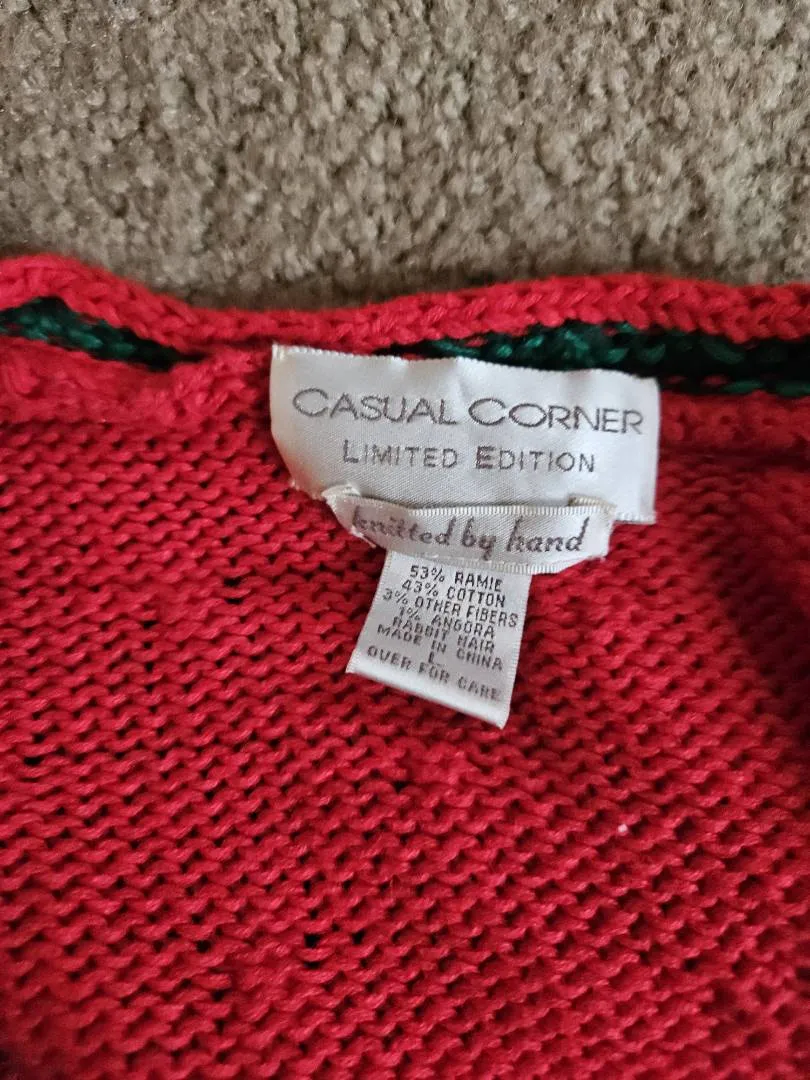 CASUAL CORNER
LIMITED EDITION
knitted by hand
53% RAMIE
43% COTTON
3% OTHER FIBERS
1% ANGORA
RABBIT HAIR
MADE IN CHINA
L
OVER FOR CARE